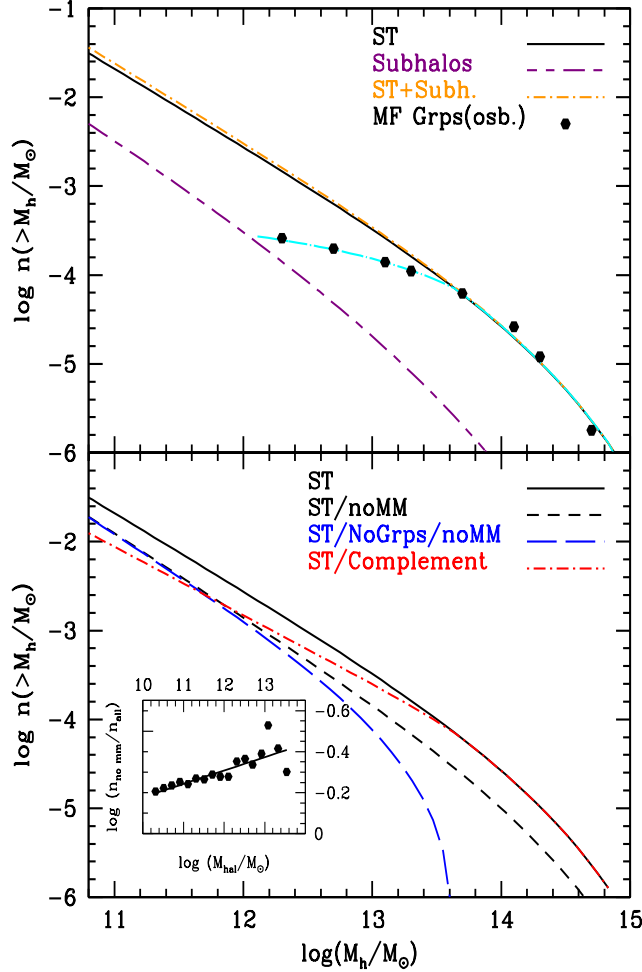 -1
ST
Subhalos
ST+Subh.
MF Grps(osb.)
-2
-3
-4
-5
-6
log n(>M_h/M_⊙)
ST
ST/noMM
ST/NoGrps/noMM
ST/Complement
-2
-3
-4
-5
-6
log n(>M_h/M_⊙)
10 11 12 13
-0.6
-0.4
-0.2
0
log (n_no mm/n_all)
log (M_hal/M_⊙)
11 12 13 14 15
log(M_h/M_⊙)